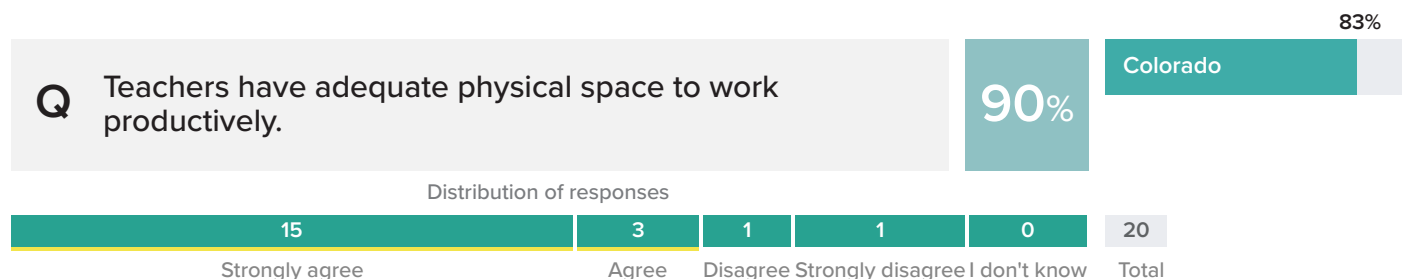 83%
Q
Teachers have adequate physical space to work
productively.
90%
Colorado
Distribution of responses
15 3 1 1 0 20
Strongly agree Agree Disagree Strongly disagree I don't know Total